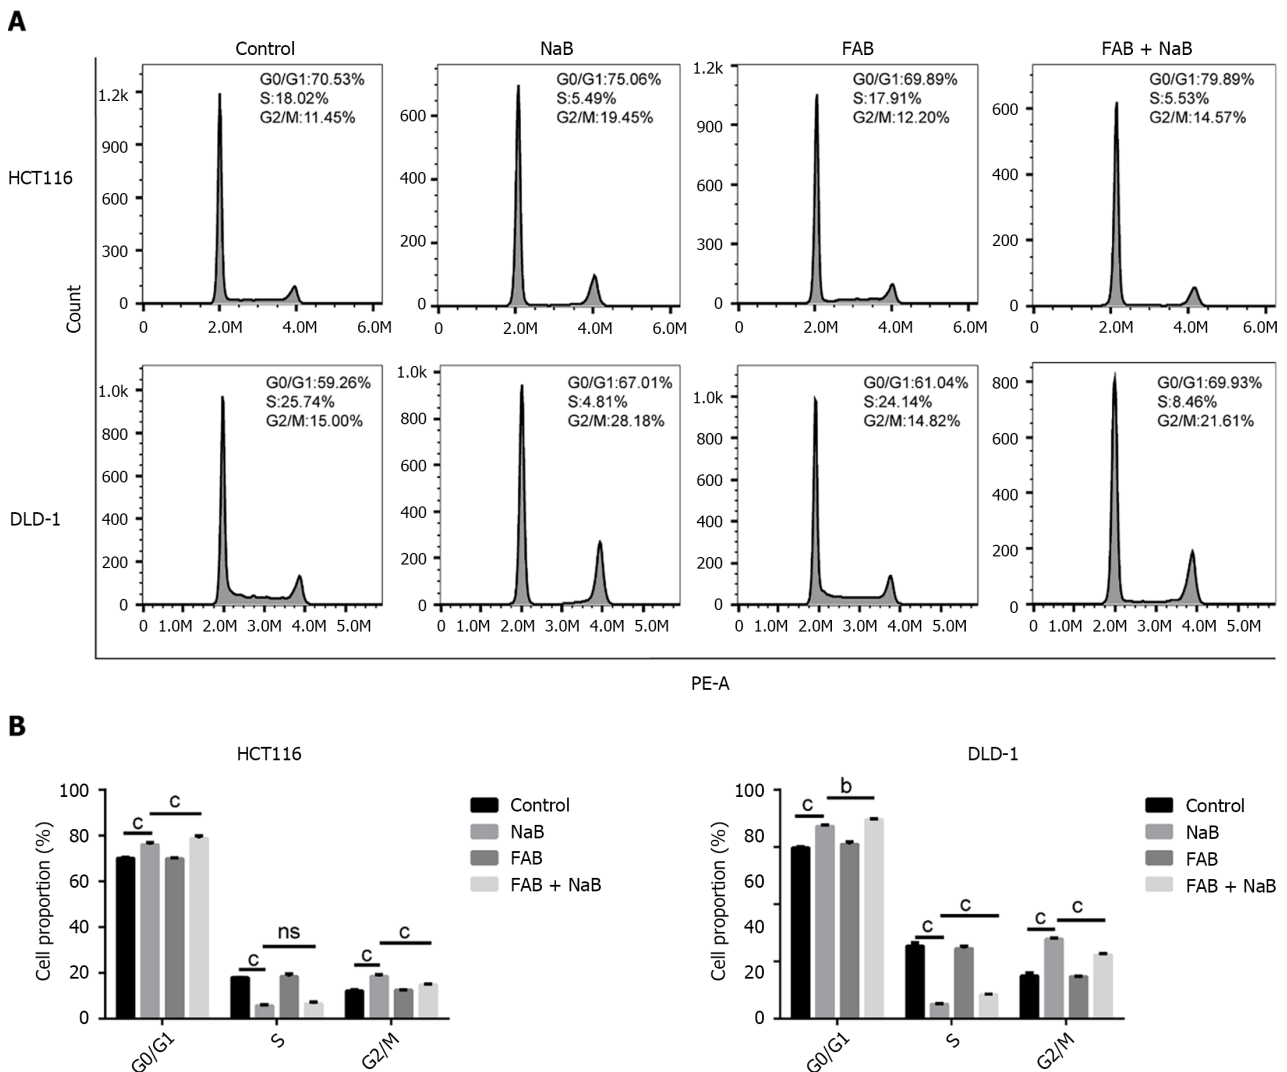 A
Control
NaB
FAB
FAB + NaB
HCT116
G0/G1:70.53%
S:18.02%
G2/M:11.45%
1.2k
900
600
300
0
0 2.0M 4.0M 6.0M
G0/G1:75.06%
S:5.49%
G2/M:19.45%
600
400
200
0
0 2.0M 4.0M 6.0M
G0/G1:69.89%
S:17.91%
G2/M:12.20%
1.2k
900
600
300
0
0 2.0M 4.0M 6.0M
G0/G1:79.89%
S:5.53%
G2/M:14.57%
600
400
200
0
0 2.0M 4.0M 6.0M
Count
DLD-1
G0/G1:59.26%
S:25.74%
G2/M:15.00%
1.0k
800
600
400
200
0
0 1.0M 2.0M 3.0M 4.0M 5.0M
G0/G1:67.01%
S:4.81%
G2/M:28.18%
1.0k
800
600
400
200
0
0 1.0M 2.0M 3.0M 4.0M 5.0M
G0/G1:61.04%
S:24.14%
G2/M:14.82%
1.0k
800
600
400
200
0
0 1.0M 2.0M 3.0M 4.0M 5.0M
G0/G1:69.93%
S:8.46%
G2/M:21.61%
800
600
400
200
0
0 1.0M 2.0M 3.0M 4.0M 5.0M
PE-A
B
HCT116
Cell proportion (%)
100
80
60
40
20
0
c
c
c
ns
c
c
G0/G1
S
G2/M
Control
NaB
FAB
FAB + NaB
DLD-1
Cell proportion (%)
100
80
60
40
20
0
c
b
c
c
c
c
G0/G1
S
G2/M
Control
NaB
FAB
FAB + NaB